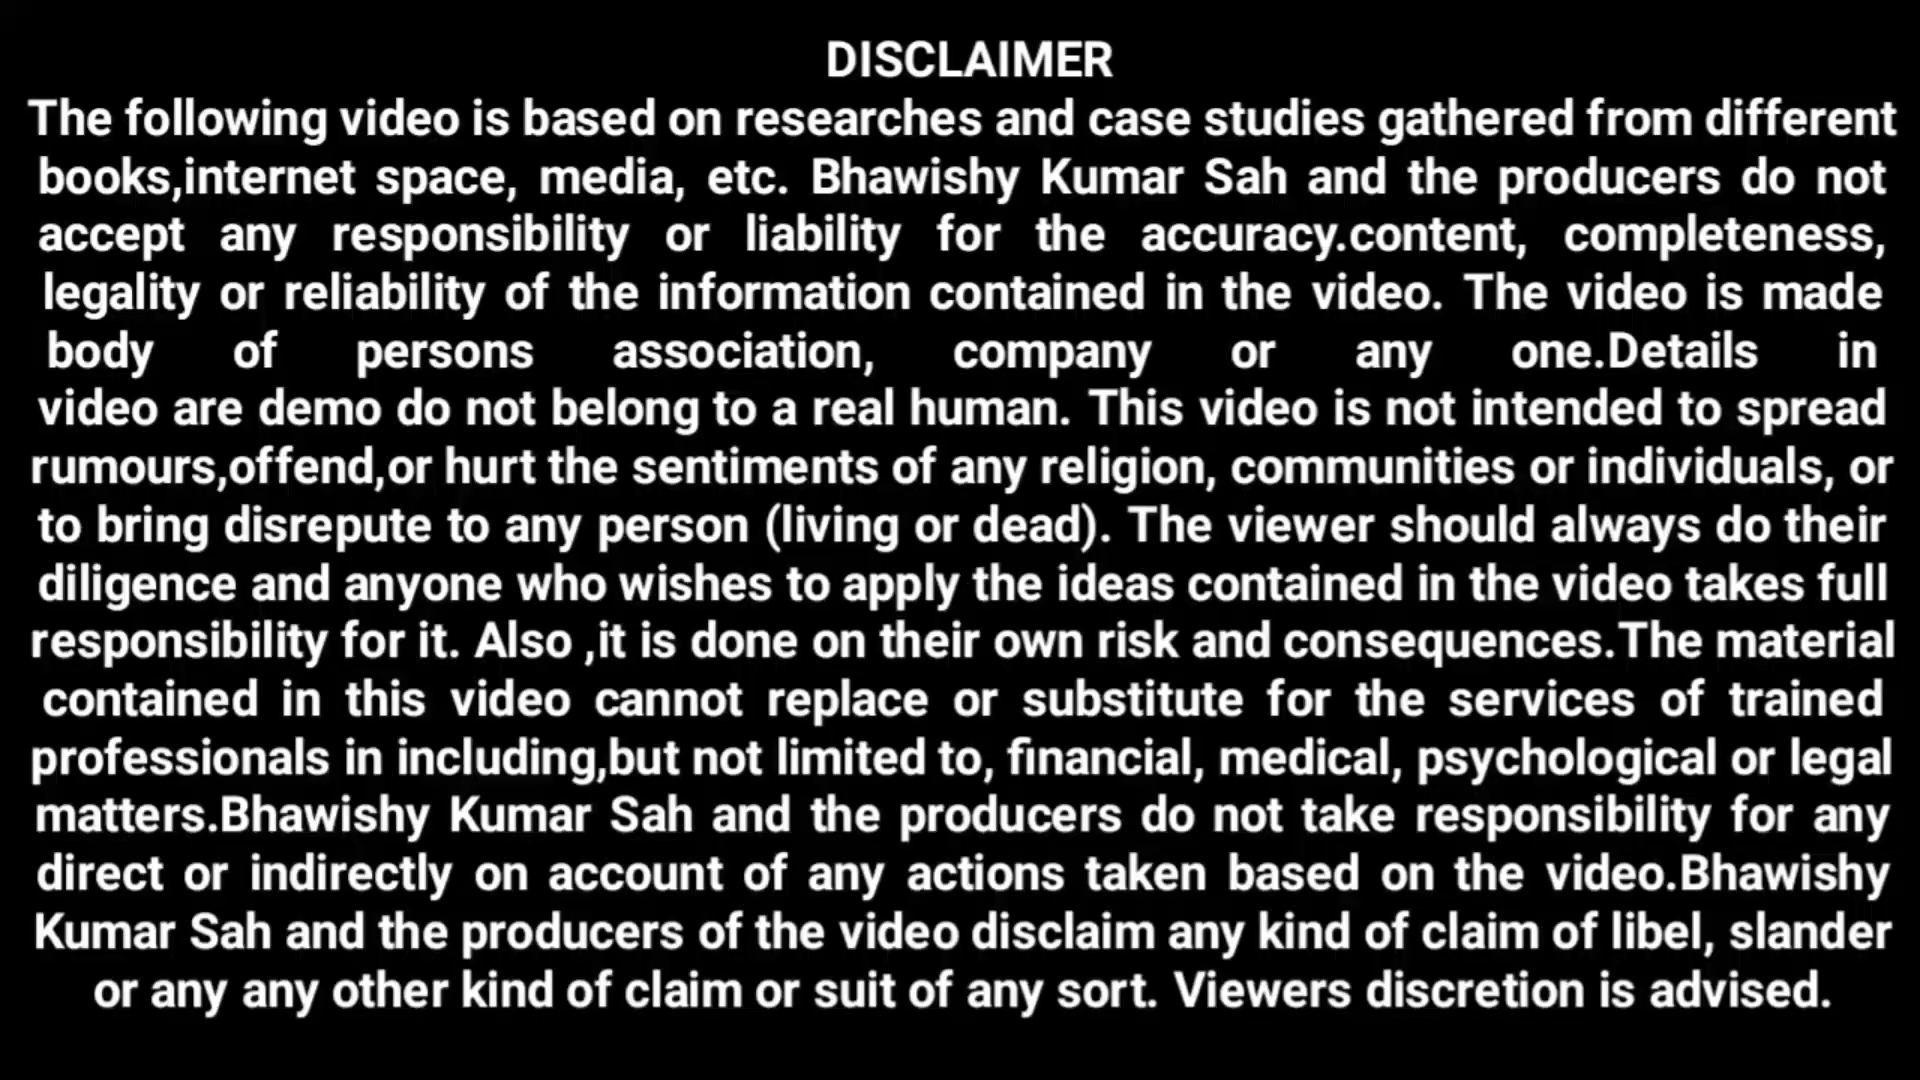 DISCLAIMER
The following video is based on researches and case studies gathered from different
books,internet space, media, etc. Bhawishy Kumar Sah and the producers do not
accept any responsibility or liability for the accuracy.content, completeness,
legality or reliability of the information contained in the video. The video is made
body of persons association, company or any one.Details in
video are demo do not belong to a real human. This video is not intended to spread
rumours,offend,or hurt the sentiments of any religion, communities or individuals, or
to bring disrepute to any person (living or dead). The viewer should always do their
diligence and anyone who wishes to apply the ideas contained in the video takes full
responsibility for it. Also ,it is done on their own risk and consequences.The material
contained in this video cannot replace or substitute for the services of trained
professionals in including,but not limited to, financial, medical, psychological or legal
matters.Bhawishy Kumar Sah and the producers do not take responsibility for any
direct or indirectly on account of any actions taken based on the video.Bhawishy
Kumar Sah and the producers of the video disclaim any kind of claim of libel, slander
or any any other kind of claim or suit of any sort. Viewers discretion is advised.